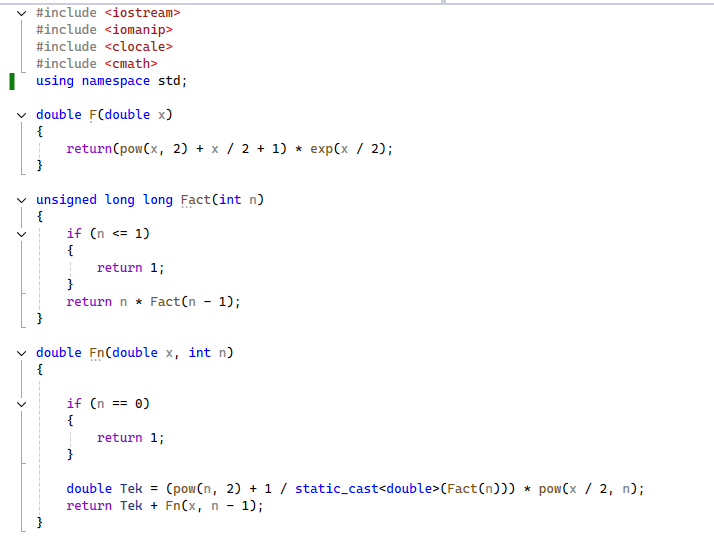 #include <iostream>
#include <iomanip>
#include <clocale>
#include <cmath>
using namespace std;
double F(double x)
{
return(pow(x, 2) + x / 2 + 1) * exp(x / 2);
}
unsigned long long Fact(int n)
{
if (n <= 1)
{
return 1;
}
return n * Fact(n - 1);
}
double Fn(double x, int n)
{
if (n == 0)
{
return 1;
}
double Tek = (pow(n, 2) + 1 / static_cast<double>(Fact(n))) * pow(x / 2, n);
return Tek + Fn(x, n - 1);
}